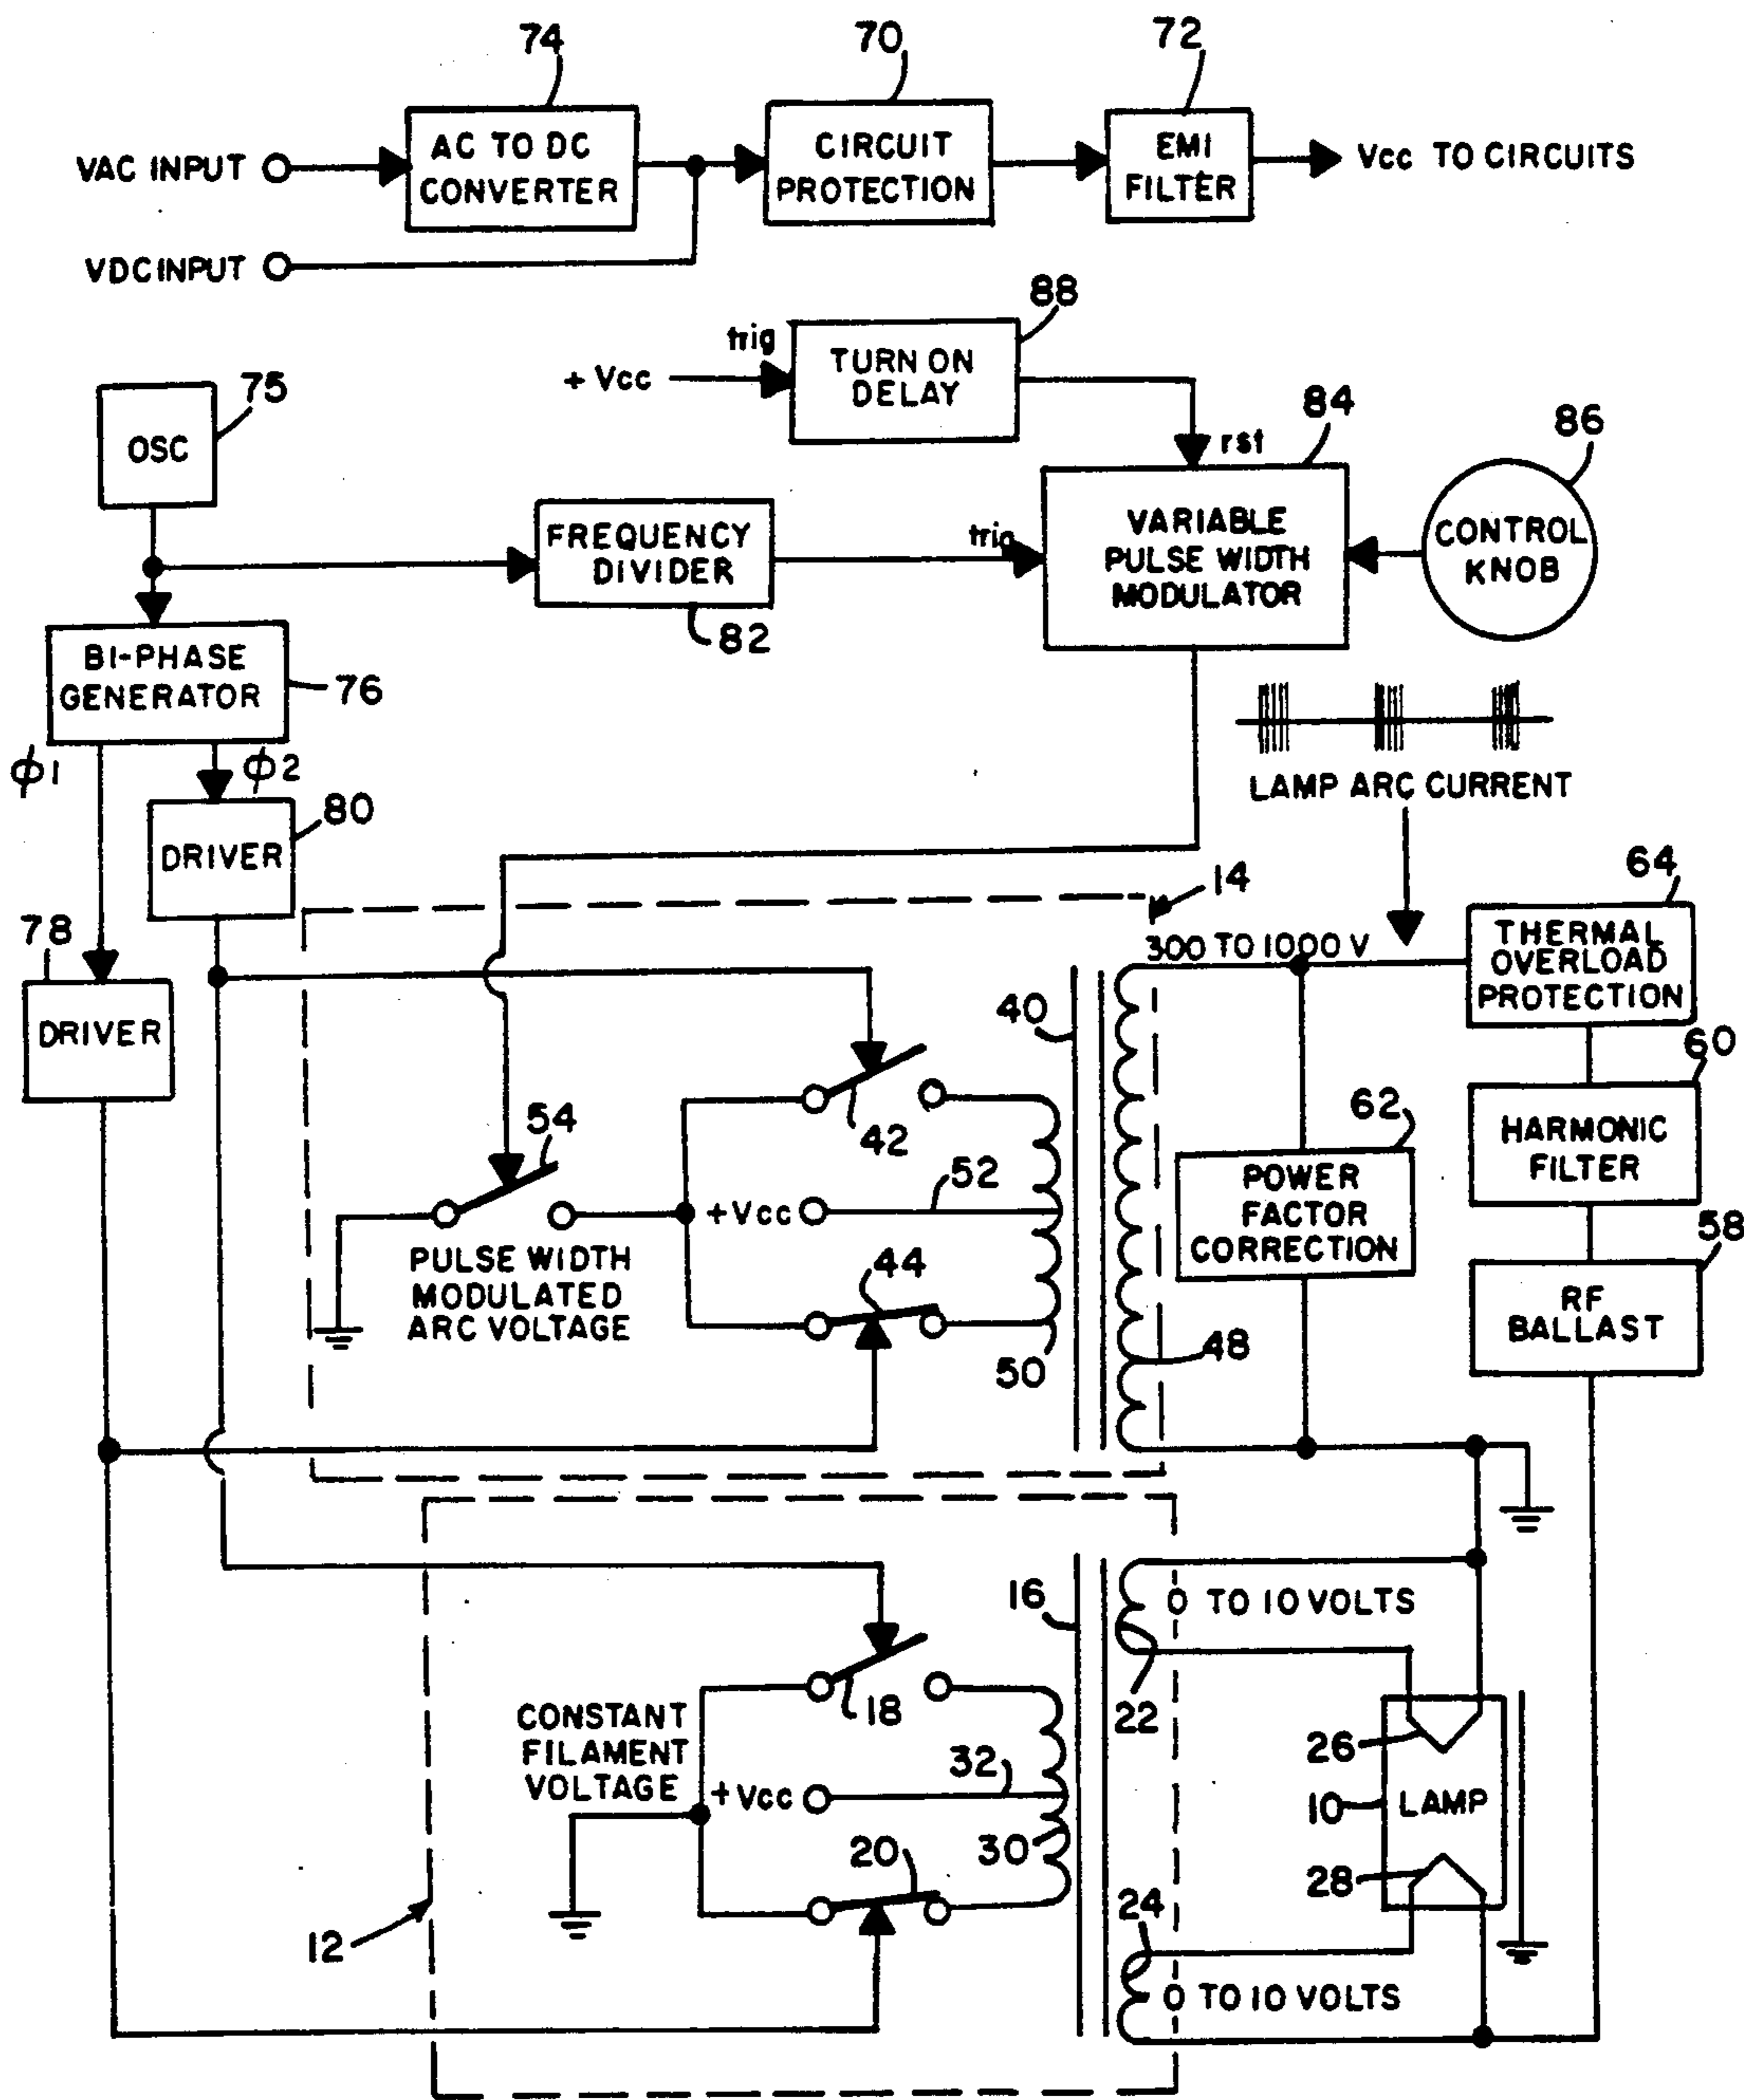 74
70
72
VAC INPUT
AC TO DC
CONVERTER
CIRCUIT
PROTECTION
EMI
FILTER
Vcc TO CIRCUITS
VDC INPUT
88
trig
+ Vcc
TURN ON
DELAY
75
OSC
84
86
rst
FREQUENCY
DIVIDER
82
trig
VARIABLE
PULSE WIDTH
MODULATOR
CONTROL
KNOB
BI-PHASE
GENERATOR
76
ϕ1
ϕ2
LAMP ARC CURRENT
80
DRIVER
78
DRIVER
14
300 TO 1000 V
64
THERMAL
OVERLOAD
PROTECTION
40
60
HARMONIC
FILTER
54
42
62
POWER
FACTOR
CORRECTION
52
+Vcc
58
RF
BALLAST
PULSE WIDTH
MODULATED
ARC VOLTAGE
44
50
48
16
0 TO 10 VOLTS
22
18
CONSTANT
FILAMENT
VOLTAGE
32
+Vcc
26
10
LAMP
30
20
28
12
24
0 TO 10 VOLTS